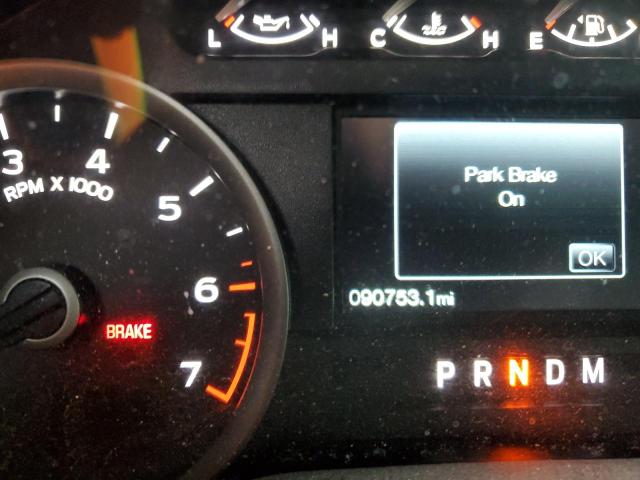 L H C H E
3 4 5 6 7
RPM X 1000
BRAKE
Park Brake
On
OK
090753.1mi
P R N D M